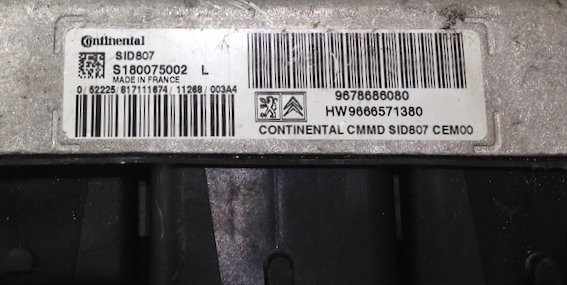 Continental
SID807
S180075002 L
MADE IN FRANCE
0/52225/817111674/11268/003A4
9678686080
HW9666571380
CONTINENTAL CMMD SID807 CEM00